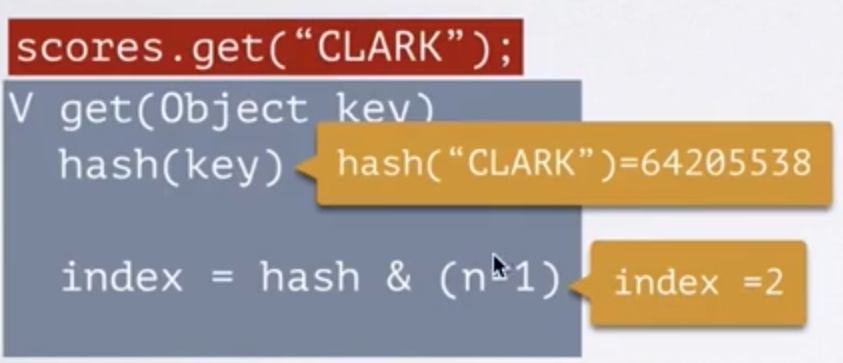 scores.get(“CLARK”);
V get(Object key)
hash(key)
hash(“CLARK”)=64205538
index = hash & (n-1)
index =2